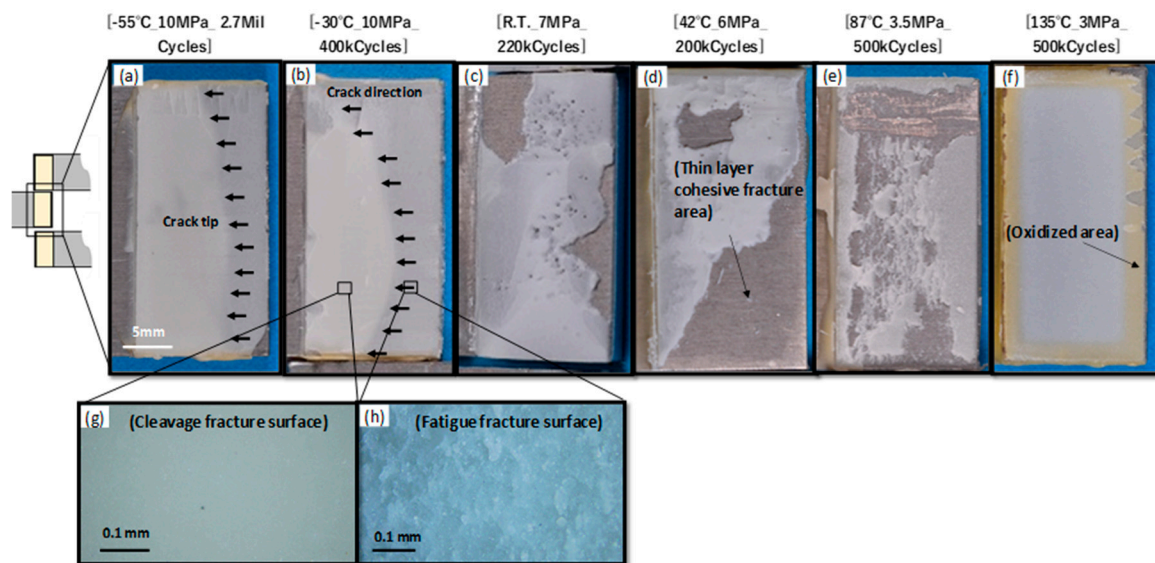 [-55°C_10MPa_ 2.7Mil
Cycles]
[-30°C_10MPa_
400kCycles]
[R.T._7MPa_
220kCycles]
[42°C_6MPa_
200kCycles]
[87°C_3.5MPa_
500kCycles]
[135°C_3MPa_
500kCycles]
(a)
(b)
(c)
(d)
(e)
(f)
Crack direction
Crack tip
5mm
(Thin layer
cohesive fracture
area)
(Oxidized area)
(g)
(Cleavage fracture surface)
0.1 mm
(h)
(Fatigue fracture surface)
0.1 mm